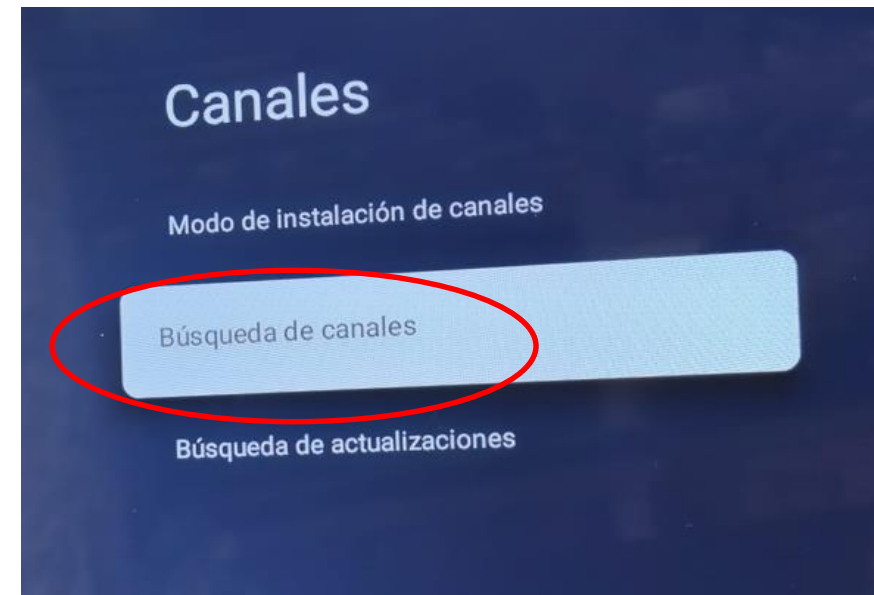 Canales
Modo de instalación de canales
Búsqueda de canales
Búsqueda de actualizaciones